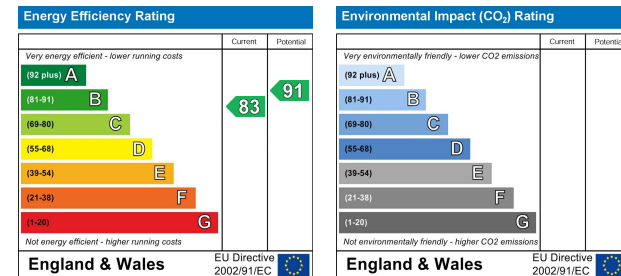 Energy Efficiency Rating
Current Potential
Very energy efficient - lower running costs
(92 plus) A
(81-91) B
(69-80) C
(55-68) D
(39-54) E
(21-38) F
(1-20) G
83
91
Not energy efficient - higher running costs
England & Wales
EU Directive
2002/91/EC
Environmental Impact (CO₂) Rating
Current Potentia
Very environmentally friendly - lower CO2 emissions
(92 plus) A
(81-91) B
(69-80) C
(55-68) D
(39-54) E
(21-38) F
(1-20) G
Not environmentally friendly - higher CO2 emissions
England & Wales
EU Directive
2002/91/EC